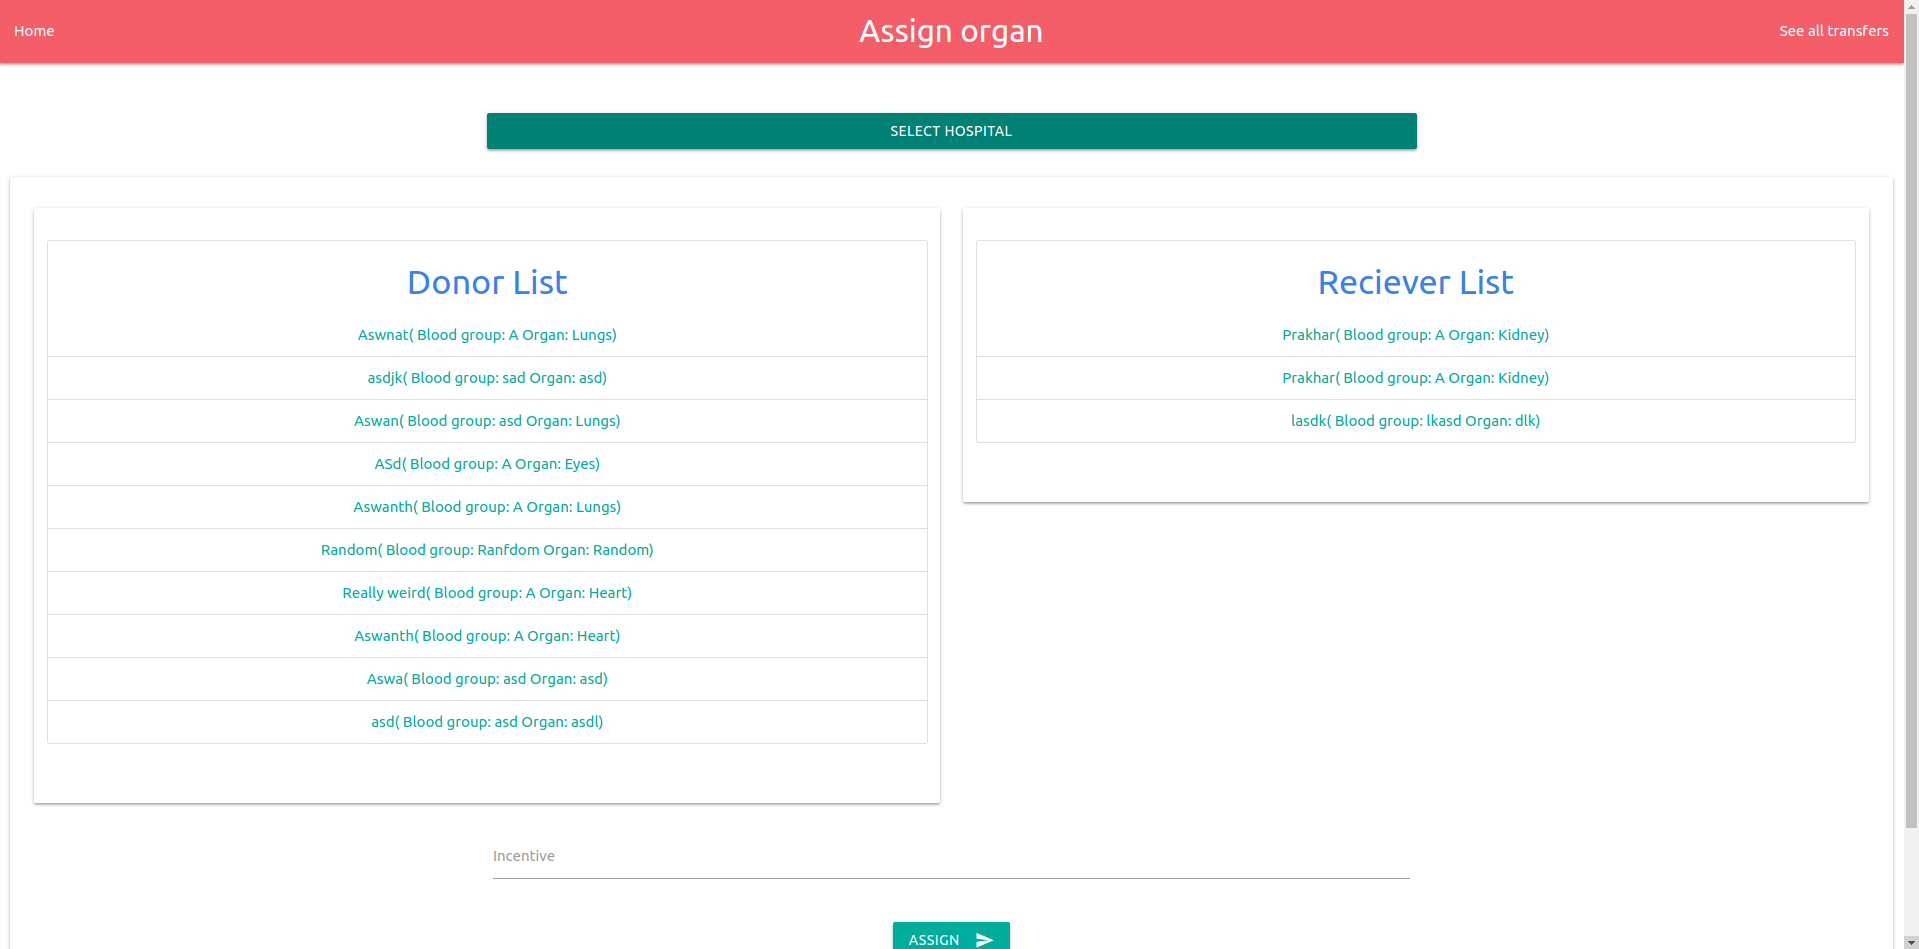 Home
Assign organ
See all transfers
SELECT HOSPITAL
Donor List
Aswnat( Blood group: A Organ: Lungs)
asdjk( Blood group: sad Organ: asd)
Aswan( Blood group: asd Organ: Lungs)
ASd( Blood group: A Organ: Eyes)
Aswanth( Blood group: A Organ: Lungs)
Random( Blood group: Ranfdom Organ: Random)
Really weird( Blood group: A Organ: Heart)
Aswanth( Blood group: A Organ: Heart)
Aswa( Blood group: asd Organ: asd)
asd( Blood group: asd Organ: asdl)
Reciever List
Prakhar( Blood group: A Organ: Kidney)
Prakhar( Blood group: A Organ: Kidney)
lasdk( Blood group: lkasd Organ: dlk)
Incentive
ASSIGN